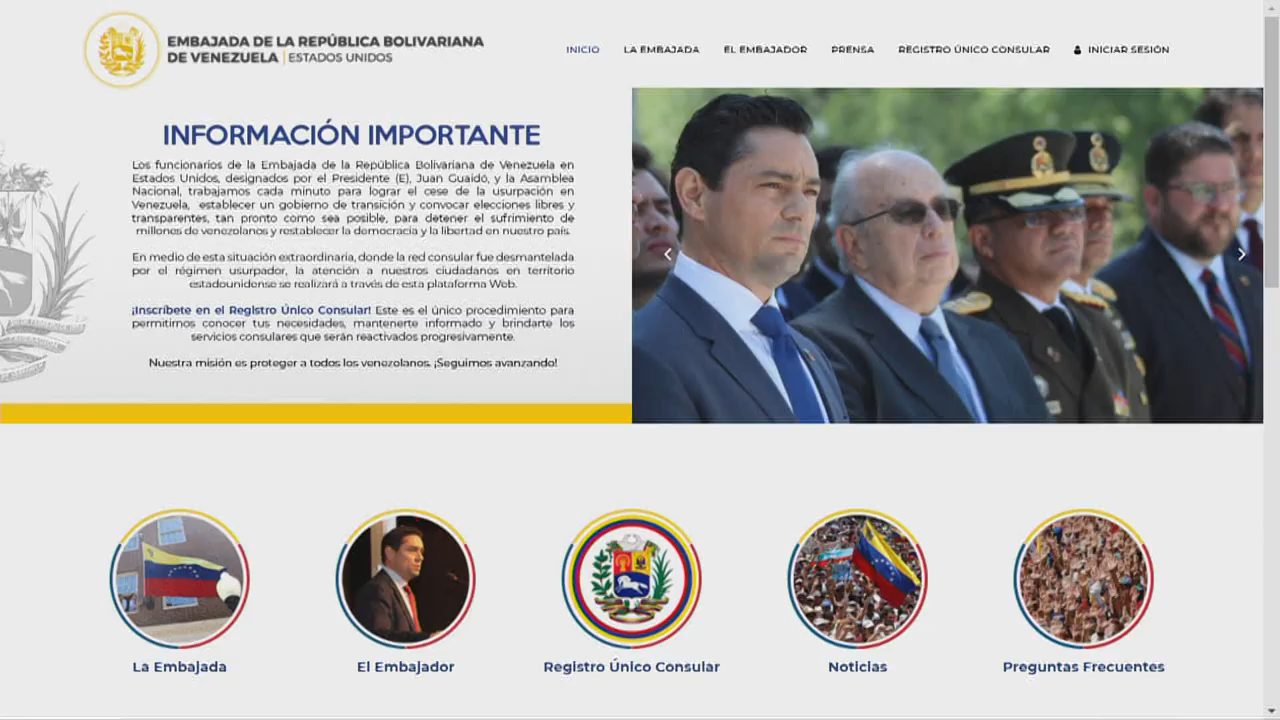 EMBAJADA DE LA REPÚBLICA BOLIVARIANA
DE VENEZUELA | ESTADOS UNIDOS
INICIO
LA EMBAJADA
EL EMBAJADOR
PRENSA
REGISTRO ÚNICO CONSULAR
INICIAR SESIÓN
INFORMACIÓN IMPORTANTE
Los funcionarios de la Embajada de la República Bolivariana de Venezuela en
Estados Unidos, designados por el Presidente (E), Juan Guaidó, y la Asamblea
Nacional, trabajamos cada minuto para lograr el cese de la usurpación en
Venezuela, establecer un gobierno de transición y convocar elecciones libres y
transparentes, tan pronto como sea posible, para detener el sufrimiento de
millones de venezolanos y restablecer la democracia y la libertad en nuestro país.
En medio de esta situación extraordinaria, donde la red consular fue desmantelada
por el régimen usurpador, la atención a nuestros ciudadanos en territorio
estadounidense se realizará a través de esta plataforma Web.
¡Inscríbete en el Registro Único Consular! Este es el único procedimiento para
permitirnos conocer tus necesidades, mantenerte informado y brindarte los
servicios consulares que serán reactivados progresivamente.
Nuestra misión es proteger a todos los venezolanos. ¡Seguimos avanzando!
La Embajada
El Embajador
Registro Único Consular
Noticias
Preguntas Frecuentes